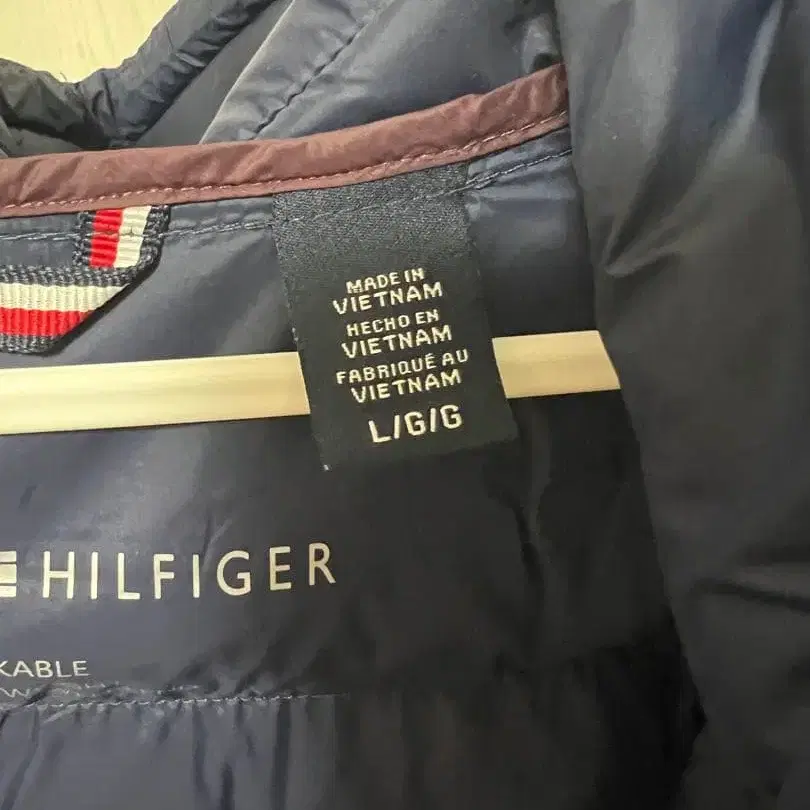 MADE IN
VIETNAM
HECHO EN
VIETNAM
FABRIQUÉ AU
VIETNAM
L/G/G
HILFIGER
KABLE